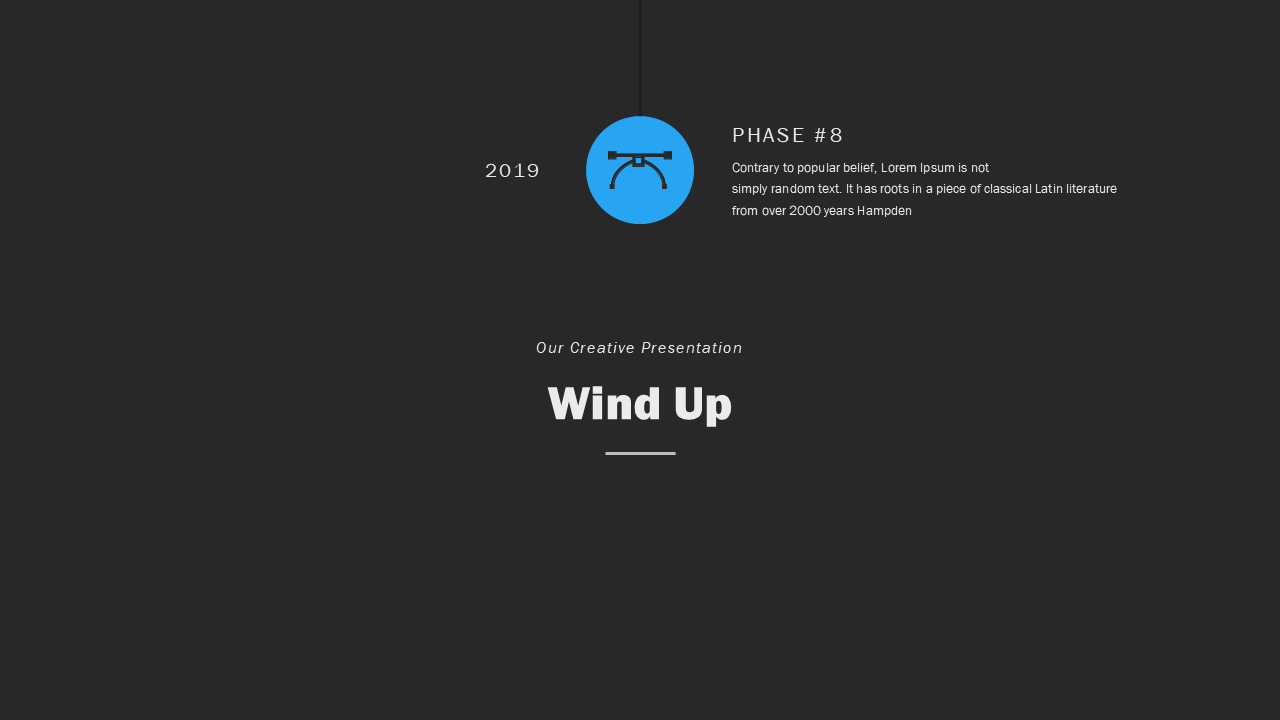 2019
PHASE #8
Contrary to popular belief, Lorem Ipsum is not
simply random text. It has roots in a piece of classical Latin literature
from over 2000 years Hampden
Our Creative Presentation
Wind Up